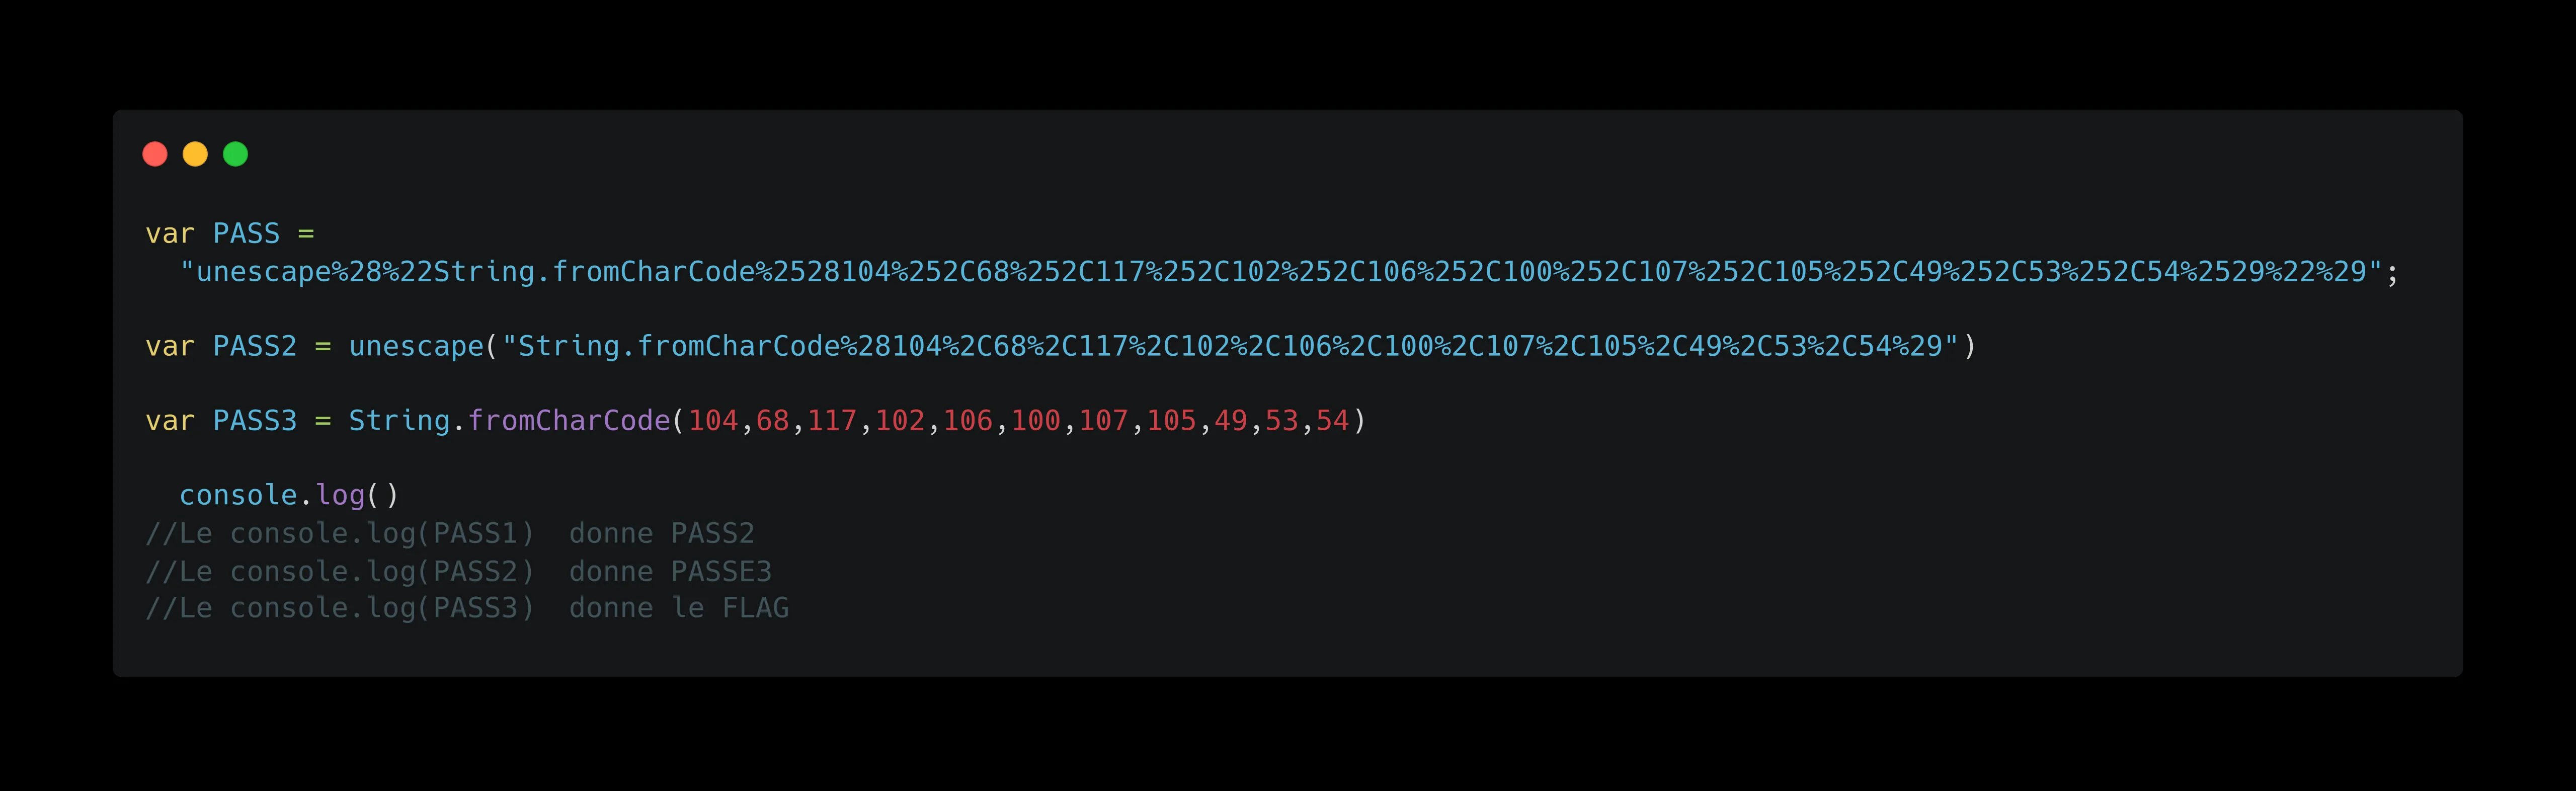 var PASS =
"unescape%28%22String.fromCharCode%2528104%252C68%252C117%252C102%252C106%252C100%252C107%252C105%252C49%252C53%252C54%2529%22%29";
var PASS2 = unescape("String.fromCharCode%28104%2C68%2C117%2C102%2C106%2C100%2C107%2C105%2C49%2C53%2C54%29")
var PASS3 = String.fromCharCode(104,68,117,102,106,100,107,105,49,53,54)
console.log()
//Le console.log(PASS1)  donne PASS2
//Le console.log(PASS2)  donne PASSE3
//Le console.log(PASS3)  donne le FLAG